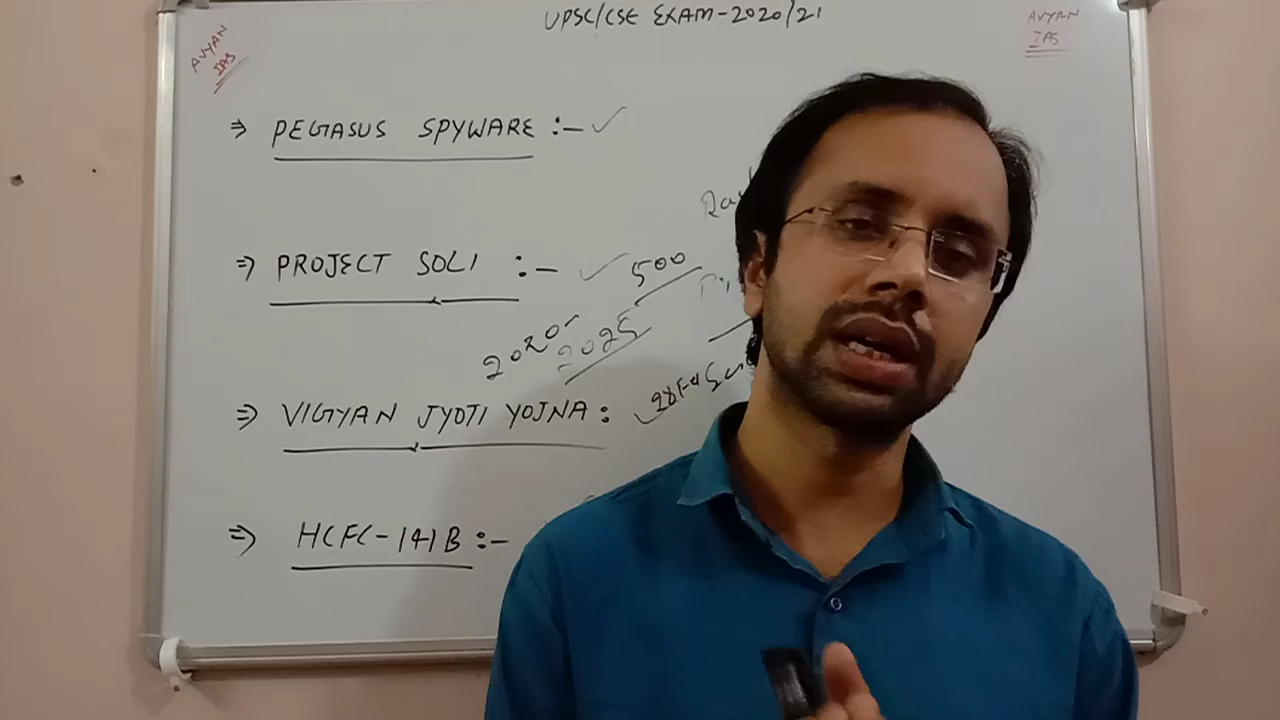 UPSC/CSE EXAM-2020/21
AVYAN
IAS
AVYAN
IAS
⇒ PEGASUS SPYWARE :- ✓
⇒ PROJECT SOLI :- ✓ 500
2020-2025
⇒ VIGYAN JYOTI YOJNA : ✓
⇒ HCFC-141B :-